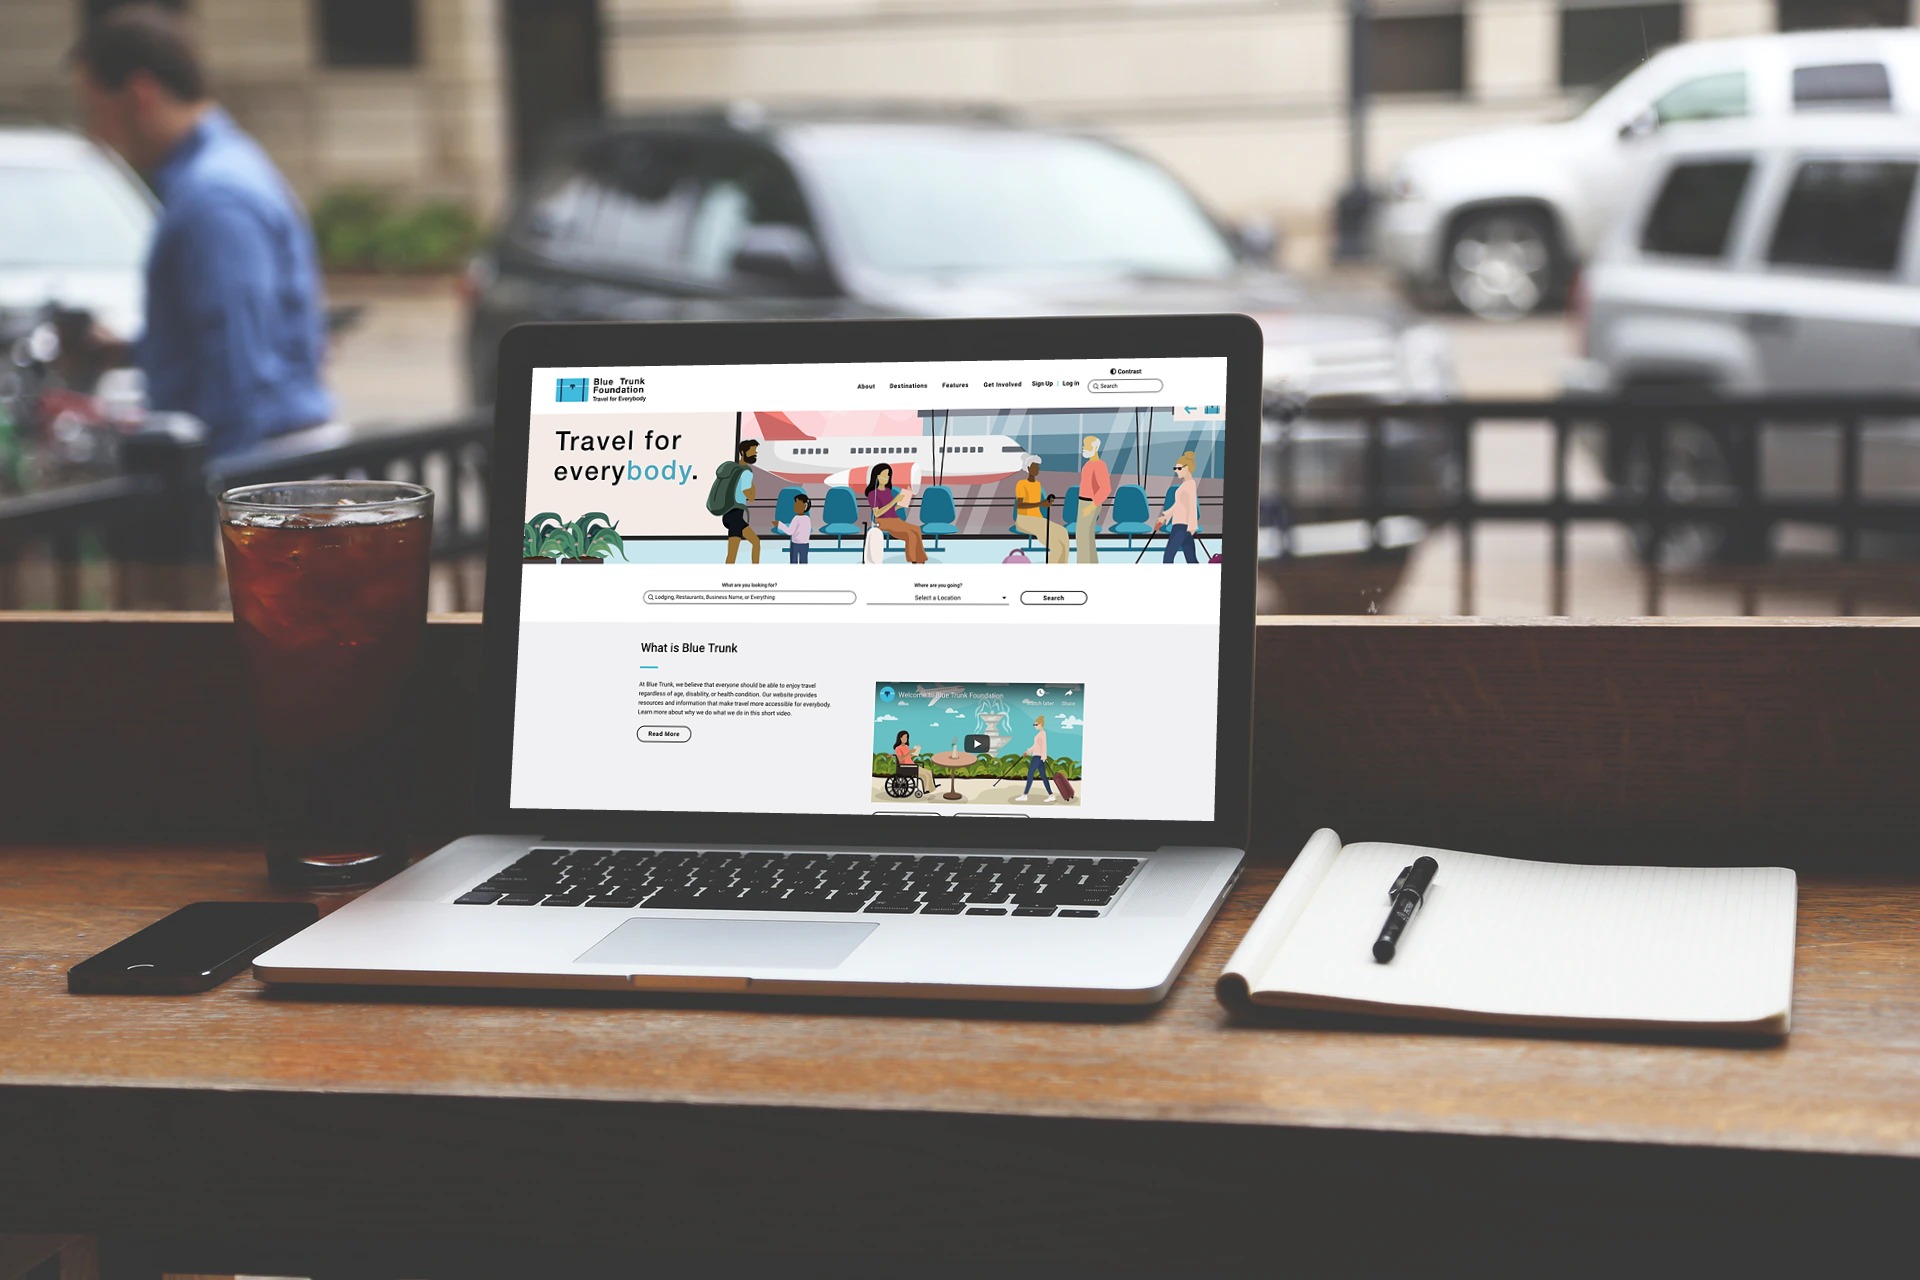 Blue Trunk
Foundation
Travel for Everybody
About
Destinations
Features
Get Involved
Sign Up | Log in
Contrast
Search
Travel for
everybody.
What are you looking for?
Lodging, Restaurants, Business Name, or Everything
Where are you going?
Select a Location
Search
What is Blue Trunk
At Blue Trunk, we believe that everyone should be able to enjoy travel
regardless of age, disability, or health condition. Our website provides
resources and information that make travel more accessible for everybody.
Learn more about why we do what we do in this short video.
Read More
Welcome to Blue Trunk Foundation
Watch later
Share